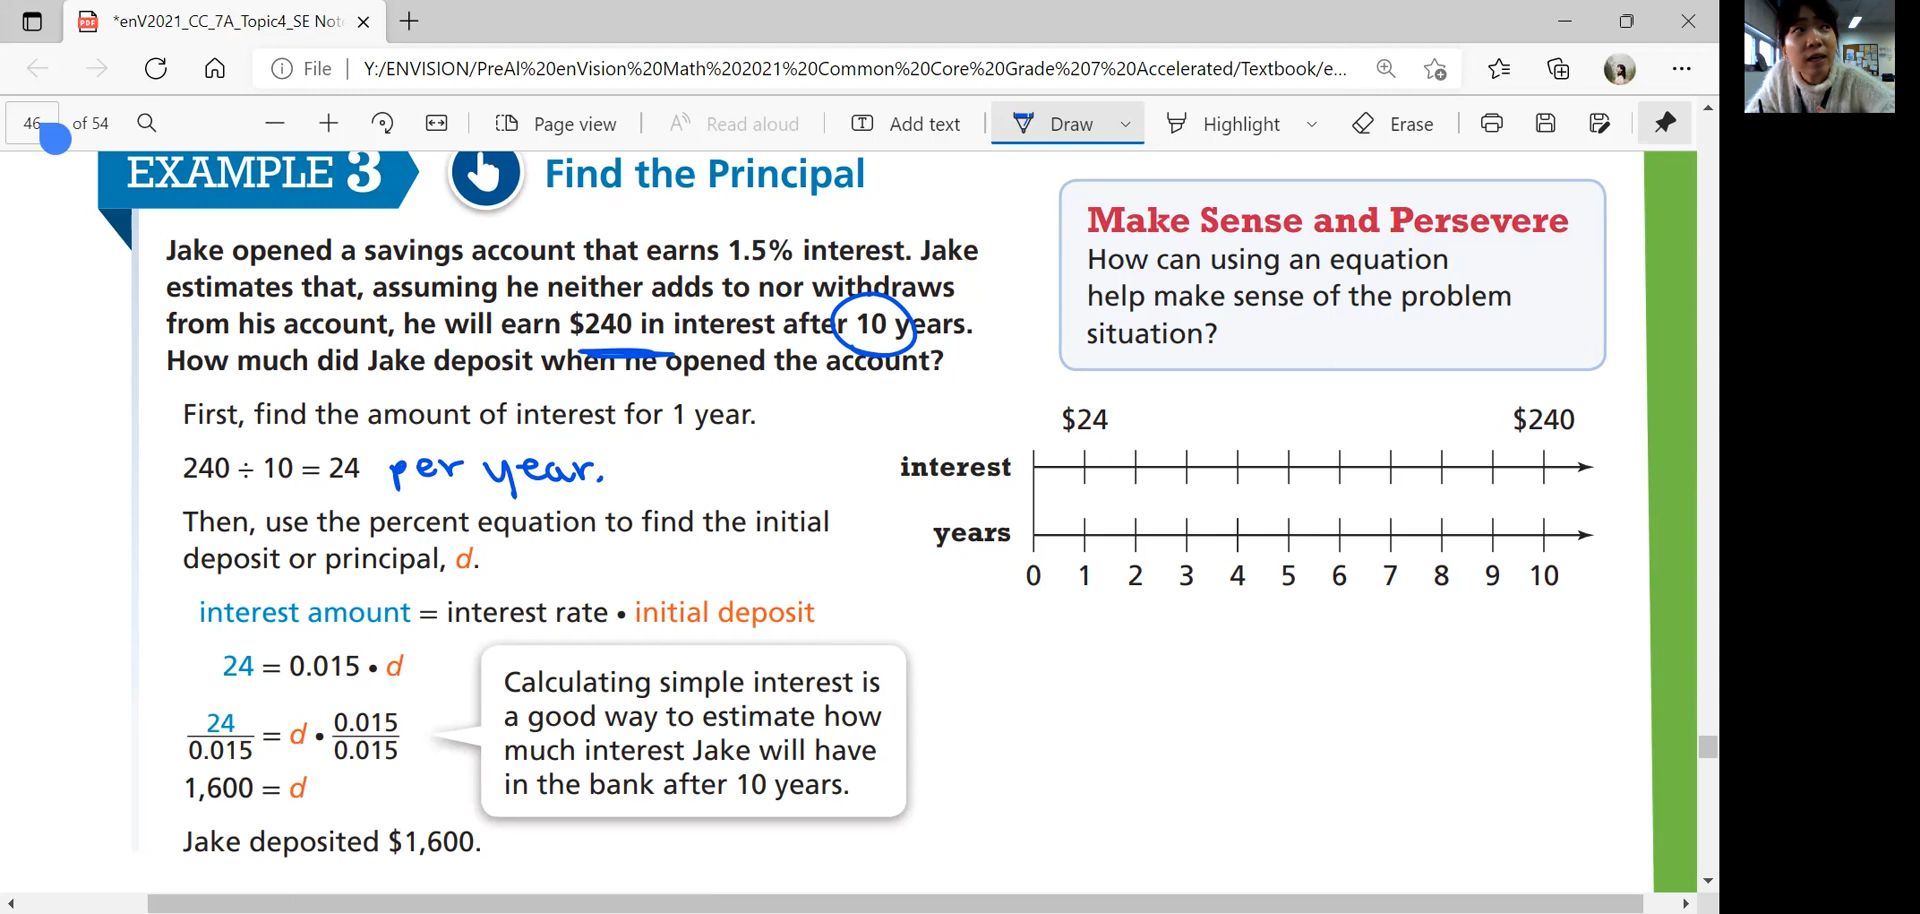 *enV2021_CC_7A_Topic4_SE Not
File
Y:/ENVISION/PreAI%20enVision%20Math%202021%20Common%20Core%20Grade%207%20Accelerated/Textbook/e...
46 of 54
Page view
Read aloud
Add text
Draw
Highlight
Erase
EXAMPLE 3
Find the Principal
Jake opened a savings account that earns 1.5% interest. Jake
estimates that, assuming he neither adds to nor withdraws
from his account, he will earn $240 in interest after 10 years.
How much did Jake deposit when he opened the account?
First, find the amount of interest for 1 year.
240 ÷ 10 = 24 per year.
Then, use the percent equation to find the initial
deposit or principal, d.
interest amount = interest rate • initial deposit
24 = 0.015 • d
24/0.015 = d • 0.015/0.015
1,600 = d
Jake deposited $1,600.
Calculating simple interest is
a good way to estimate how
much interest Jake will have
in the bank after 10 years.
Make Sense and Persevere
How can using an equation
help make sense of the problem
situation?
$24 $240
interest
years
0 1 2 3 4 5 6 7 8 9 10